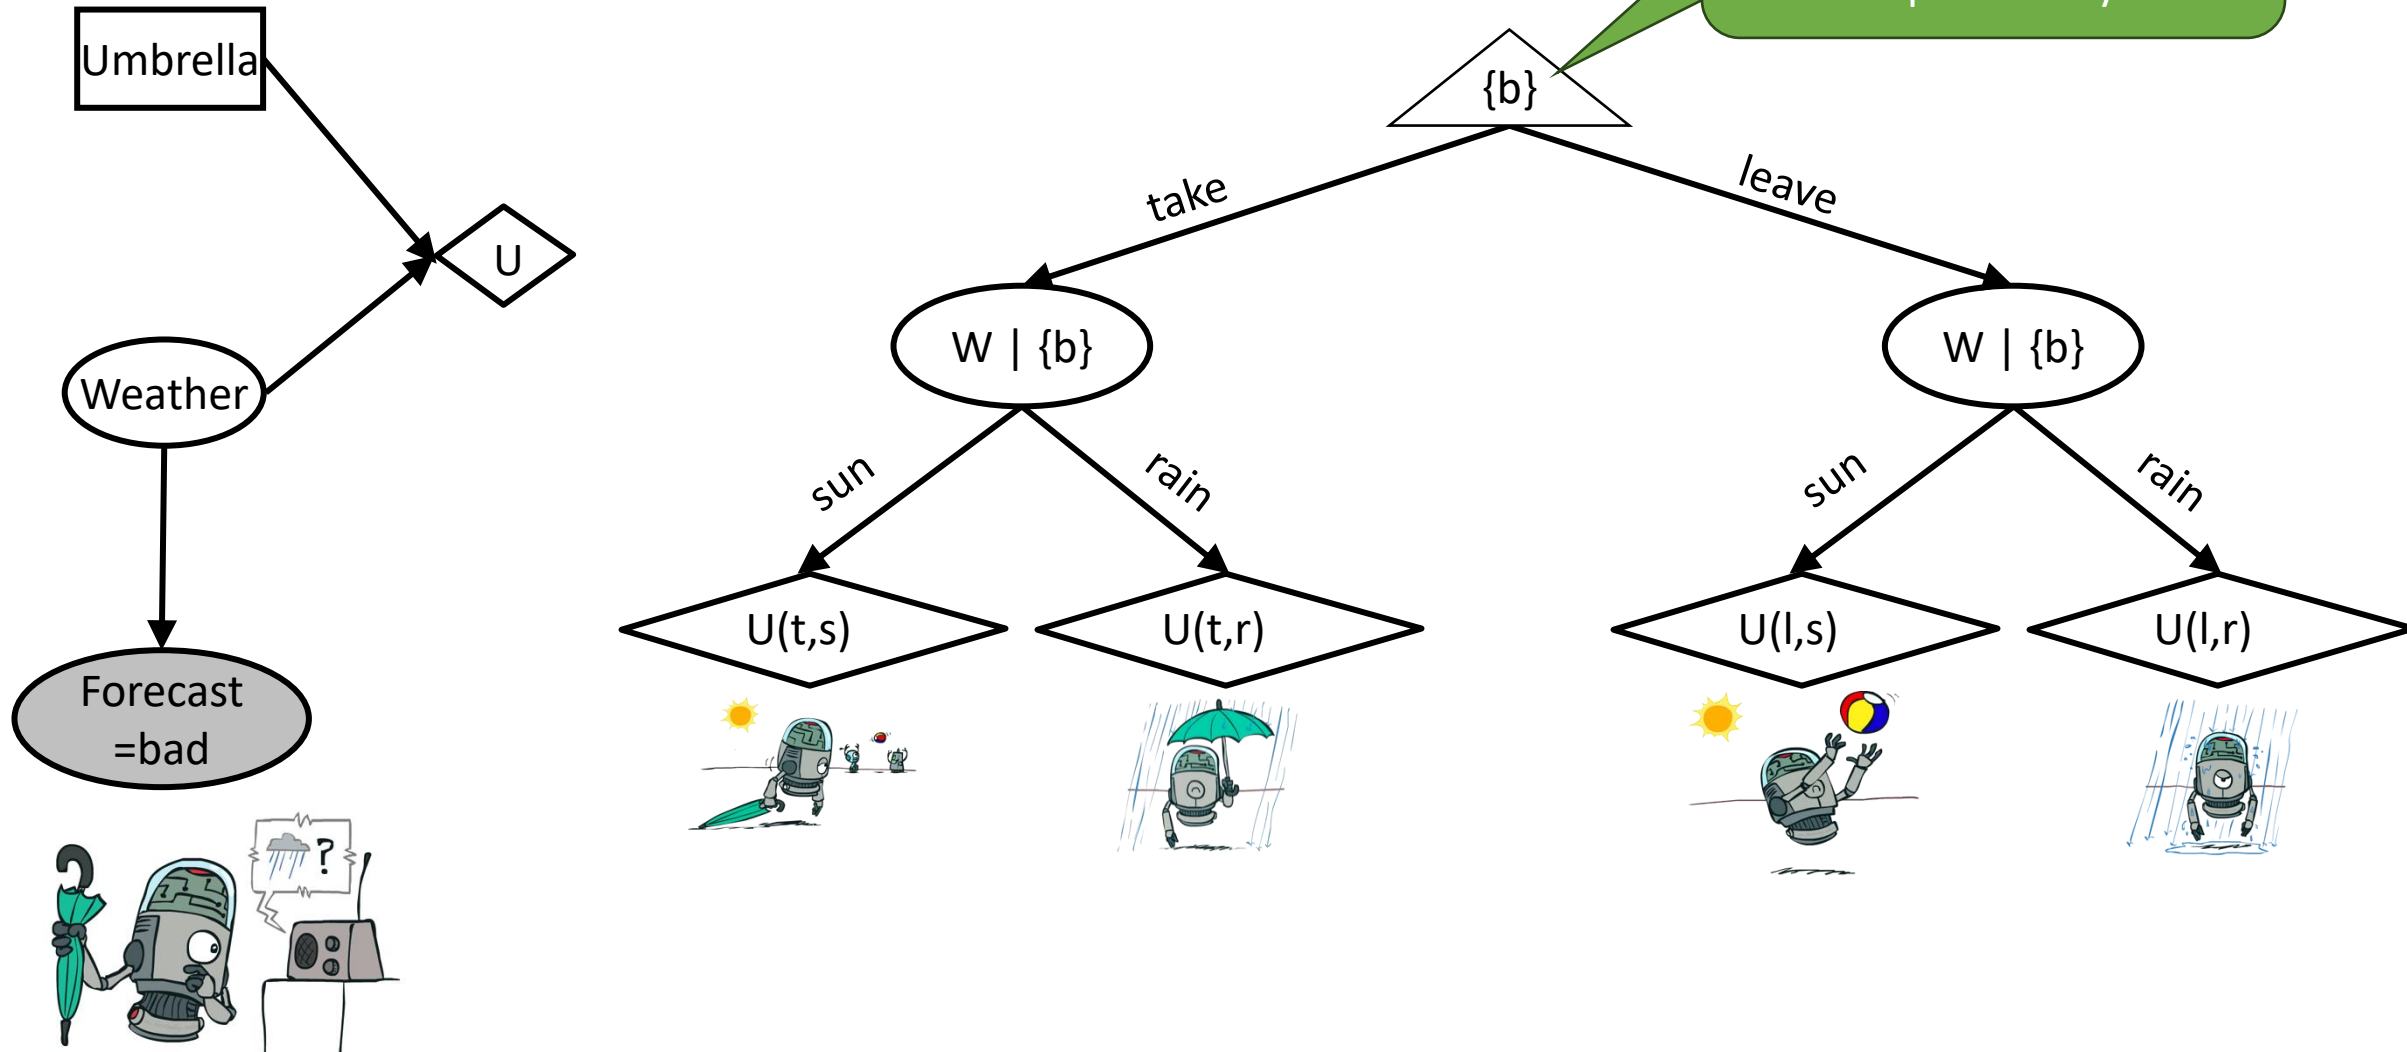 Umbrella
U
Weather
Forecast
=bad
?
{b}
take
leave
W | {b}
W | {b}
sun
rain
sun
rain
U(t,s)
U(t,r)
U(l,s)
U(l,r)